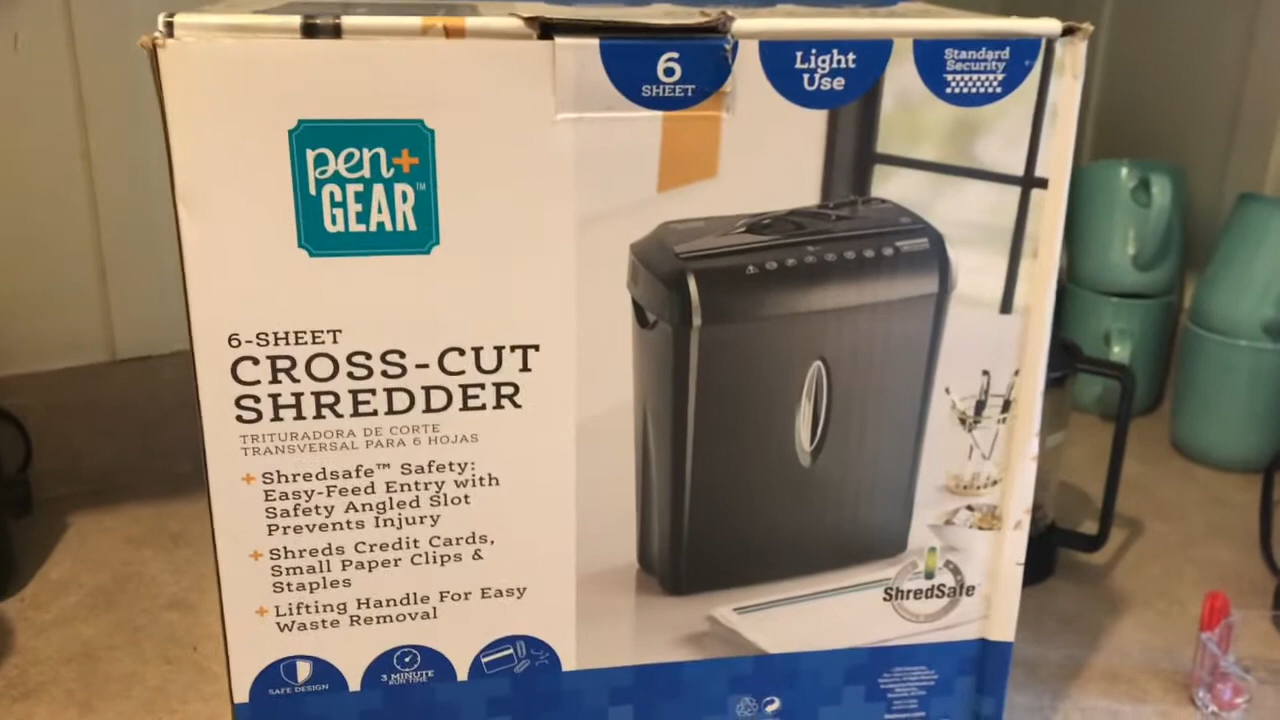 6
SHEET
Light
Use
Standard
Security
pen+
GEAR™
6-SHEET
CROSS-CUT
SHREDDER
TRITURADORA DE CORTE
TRANSVERSAL PARA 6 HOJAS
+ Shredsafe™ Safety:
Easy-Feed Entry with
Safety Angled Slot
Prevents Injury
+ Shreds Credit Cards,
Small Paper Clips &
Staples
+ Lifting Handle For Easy
Waste Removal
ShredSafe
SAFE DESIGN
3 MINUTE
RUN TIME